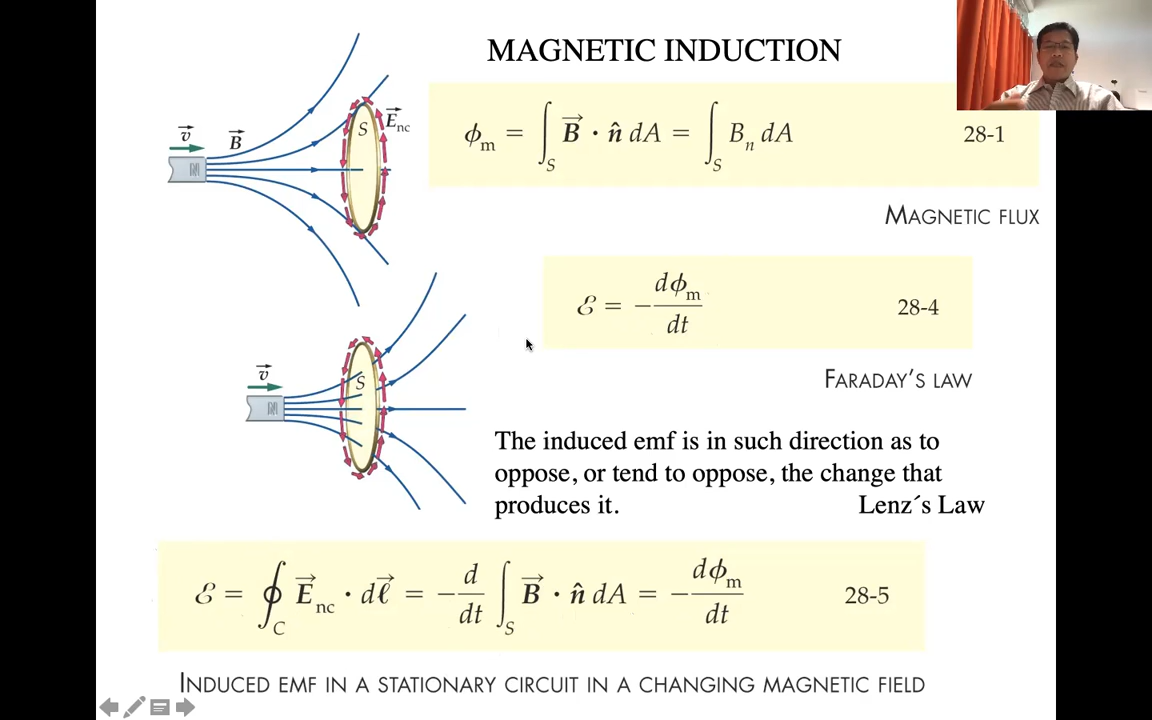 MAGNETIC INDUCTION
ϕ_m = ∫_S B⃗ · n̂ dA = ∫_S B_n dA 28-1
MAGNETIC FLUX
v⃗
B⃗
S
E⃗_nc
ℰ = −dϕ_m/dt 28-4
FARADAY'S LAW
v⃗
S
The induced emf is in such direction as to
oppose, or tend to oppose, the change that
produces it. Lenz´s Law
ℰ = ∮_C E⃗_nc · dℓ⃗ = −d/dt ∫_S B⃗ · n̂ dA = −dϕ_m/dt 28-5
INDUCED EMF IN A STATIONARY CIRCUIT IN A CHANGING MAGNETIC FIELD